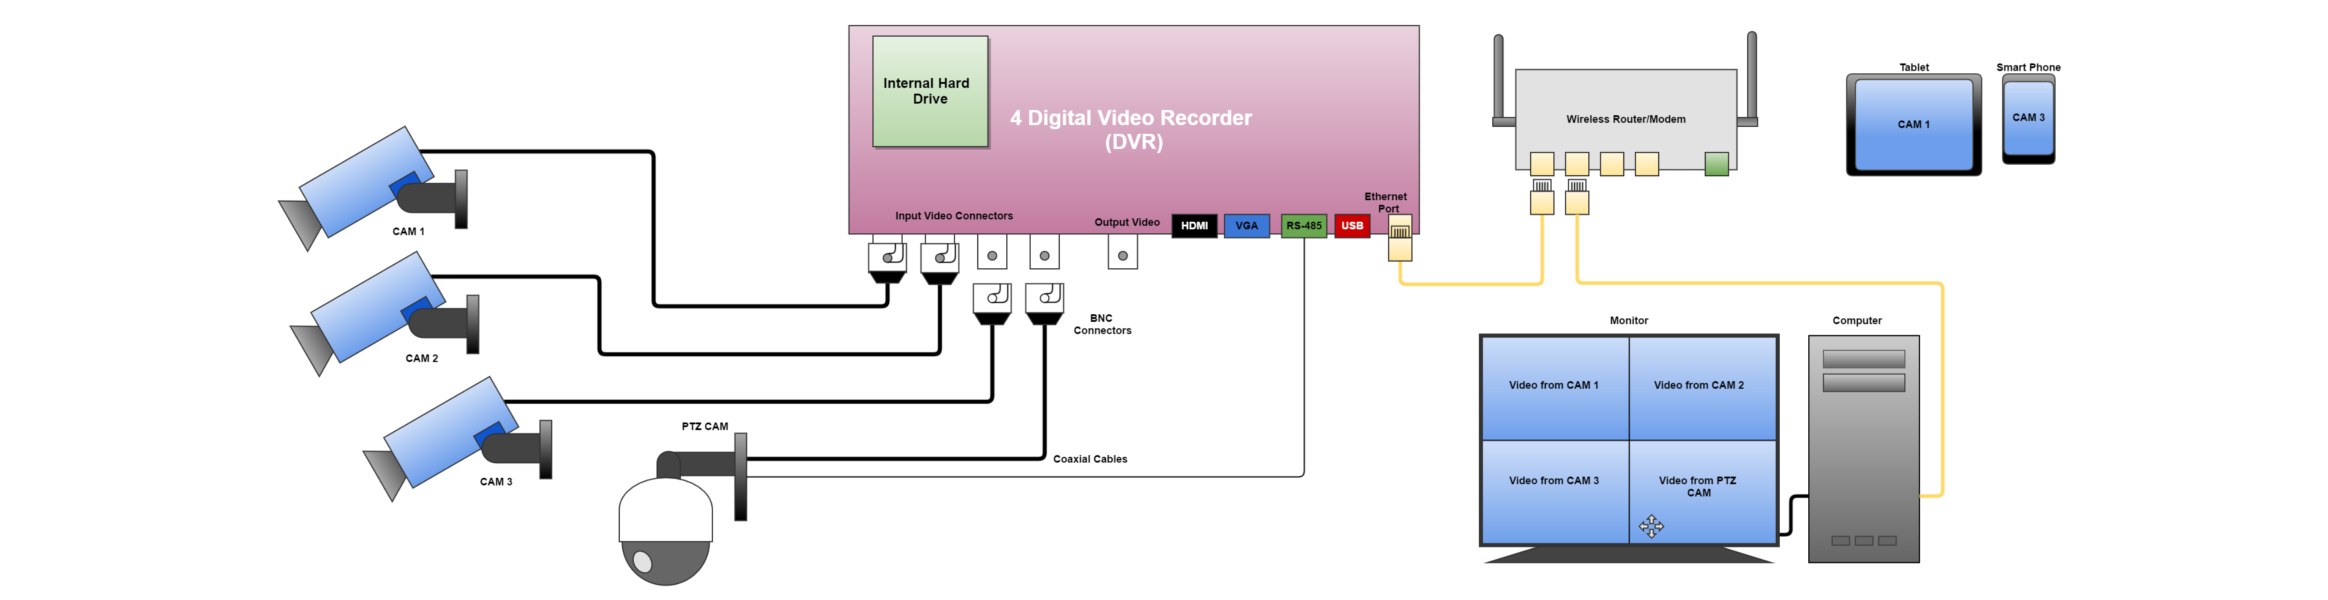 Internal Hard
Drive
4 Digital Video Recorder
(DVR)
Input Video Connectors
Output Video
HDMI
VGA
RS-485
USB
Ethernet
Port
BNC
Connectors
Coaxial Cables
CAM 1
CAM 2
CAM 3
PTZ CAM
Wireless Router/Modem
Tablet
CAM 1
Smart Phone
CAM 3
Monitor
Video from CAM 1
Video from CAM 2
Video from CAM 3
Video from PTZ
CAM
Computer